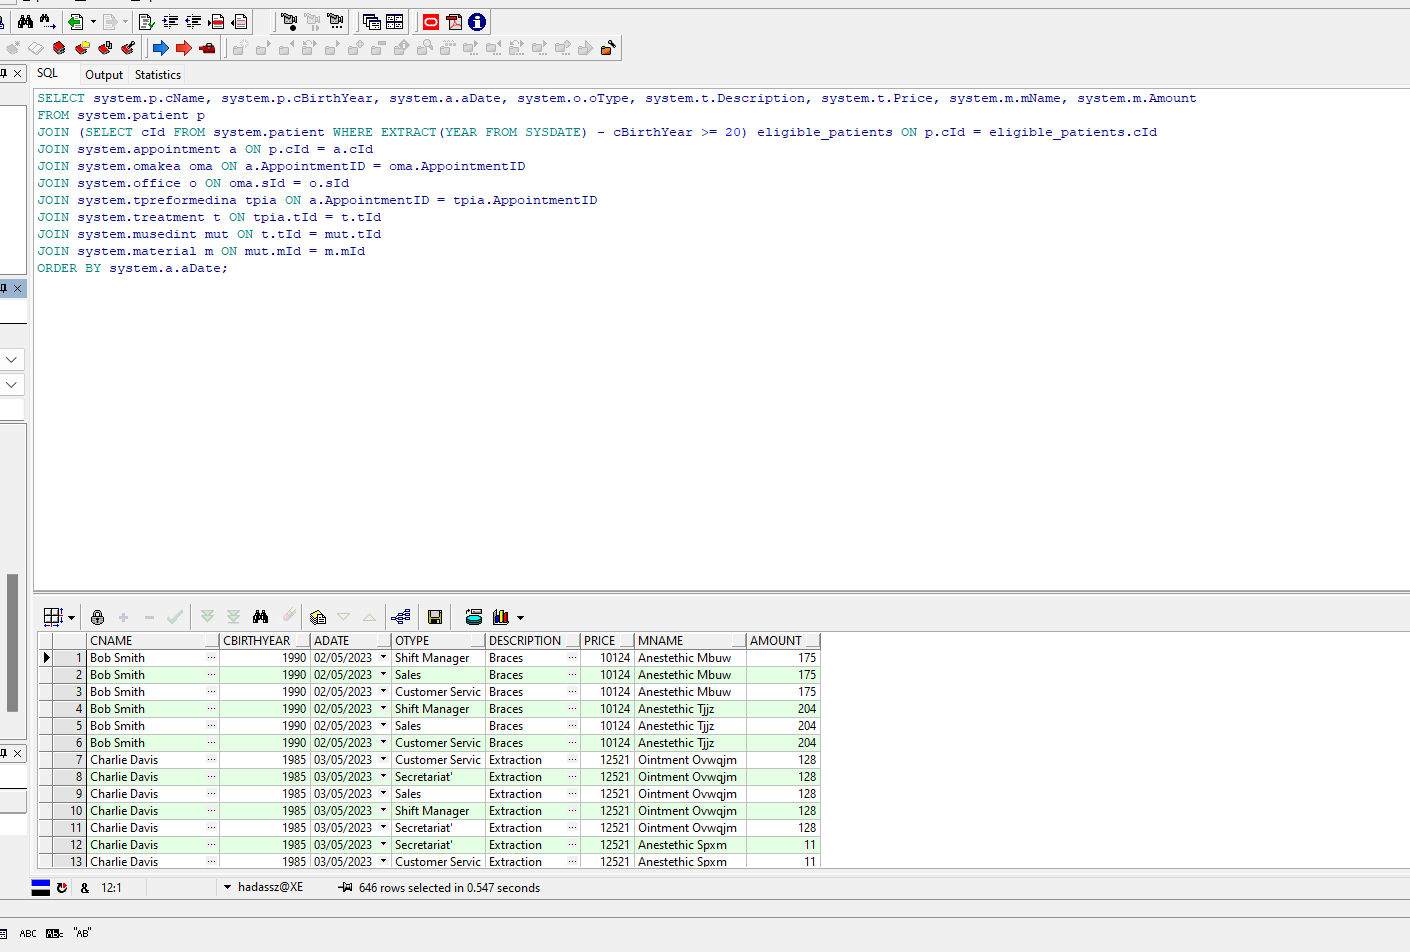 SQL Output Statistics
SELECT system.p.cName, system.p.cBirthYear, system.a.aDate, system.o.oType, system.t.Description, system.t.Price, system.m.mName, system.m.Amount
FROM system.patient p
JOIN (SELECT cId FROM system.patient WHERE EXTRACT(YEAR FROM SYSDATE) - cBirthYear >= 20) eligible_patients ON p.cId = eligible_patients.cId
JOIN system.appointment a ON p.cId = a.cId
JOIN system.omakea oma ON a.AppointmentID = oma.AppointmentID
JOIN system.office o ON oma.sId = o.sId
JOIN system.tpreformedina tpia ON a.AppointmentID = tpia.AppointmentID
JOIN system.treatment t ON tpia.tId = t.tId
JOIN system.musedint mut ON t.tId = mut.tId
JOIN system.material m ON mut.mId = m.mId
ORDER BY system.a.aDate;
CNAME CBIRTHYEAR ADATE OTYPE DESCRIPTION PRICE MNAME AMOUNT
1 Bob Smith ... 1990 02/05/2023 Shift Manager Braces ... 10124 Anestethic Mbuw 175
2 Bob Smith ... 1990 02/05/2023 Sales Braces ... 10124 Anestethic Mbuw 175
3 Bob Smith ... 1990 02/05/2023 Customer Servic Braces ... 10124 Anestethic Mbuw 175
4 Bob Smith ... 1990 02/05/2023 Shift Manager Braces ... 10124 Anestethic Tjjz 204
5 Bob Smith ... 1990 02/05/2023 Sales Braces ... 10124 Anestethic Tjjz 204
6 Bob Smith ... 1990 02/05/2023 Customer Servic Braces ... 10124 Anestethic Tjjz 204
7 Charlie Davis ... 1985 03/05/2023 Customer Servic Extraction ... 12521 Ointment Ovwqjm 128
8 Charlie Davis ... 1985 03/05/2023 Secretariat' Extraction ... 12521 Ointment Ovwqjm 128
9 Charlie Davis ... 1985 03/05/2023 Sales Extraction ... 12521 Ointment Ovwqjm 128
10 Charlie Davis ... 1985 03/05/2023 Shift Manager Extraction ... 12521 Ointment Ovwqjm 128
11 Charlie Davis ... 1985 03/05/2023 Secretariat' Extraction ... 12521 Ointment Ovwqjm 128
12 Charlie Davis ... 1985 03/05/2023 Secretariat' Extraction ... 12521 Anestethic Spxm 11
13 Charlie Davis ... 1985 03/05/2023 Customer Servic Extraction ... 12521 Anestethic Spxm 11
& 12:1 hadassz@XE 646 rows selected in 0.547 seconds
ABC "AB"